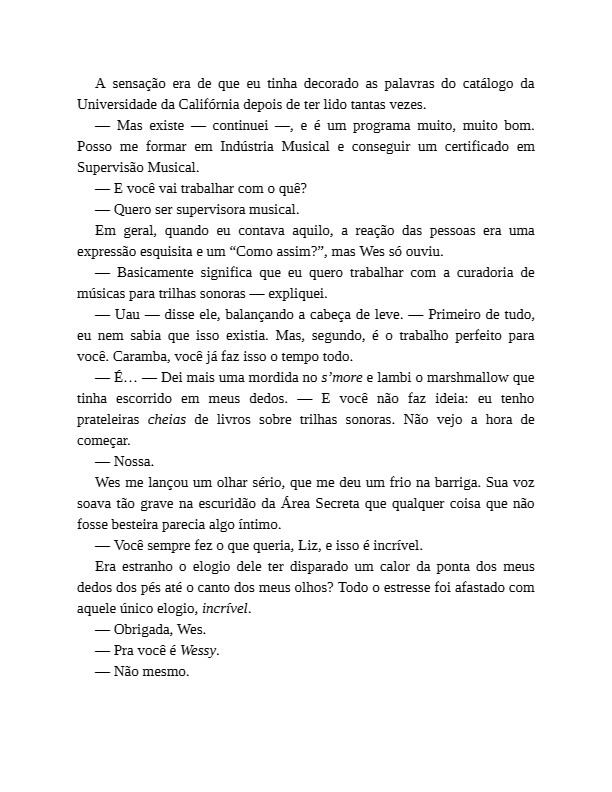 A sensação era de que eu tinha decorado as palavras do catálogo da
Universidade da Califórnia depois de ter lido tantas vezes.
— Mas existe — continuei —, e é um programa muito, muito bom.
Posso me formar em Indústria Musical e conseguir um certificado em
Supervisão Musical.
— E você vai trabalhar com o quê?
— Quero ser supervisora musical.
Em geral, quando eu contava aquilo, a reação das pessoas era uma
expressão esquisita e um “Como assim?”, mas Wes só ouviu.
— Basicamente significa que eu quero trabalhar com a curadoria de
músicas para trilhas sonoras — expliquei.
— Uau — disse ele, balançando a cabeça de leve. — Primeiro de tudo,
eu nem sabia que isso existia. Mas, segundo, é o trabalho perfeito para
você. Caramba, você já faz isso o tempo todo.
— É… — Dei mais uma mordida no s’more e lambi o marshmallow que
tinha escorrido em meus dedos. — E você não faz ideia: eu tenho
prateleiras cheias de livros sobre trilhas sonoras. Não vejo a hora de
começar.
— Nossa.
Wes me lançou um olhar sério, que me deu um frio na barriga. Sua voz
soava tão grave na escuridão da Área Secreta que qualquer coisa que não
fosse besteira parecia algo íntimo.
— Você sempre fez o que queria, Liz, e isso é incrível.
Era estranho o elogio dele ter disparado um calor da ponta dos meus
dedos dos pés até o canto dos meus olhos? Todo o estresse foi afastado com
aquele único elogio, incrível.
— Obrigada, Wes.
— Pra você é Wessy.
— Não mesmo.